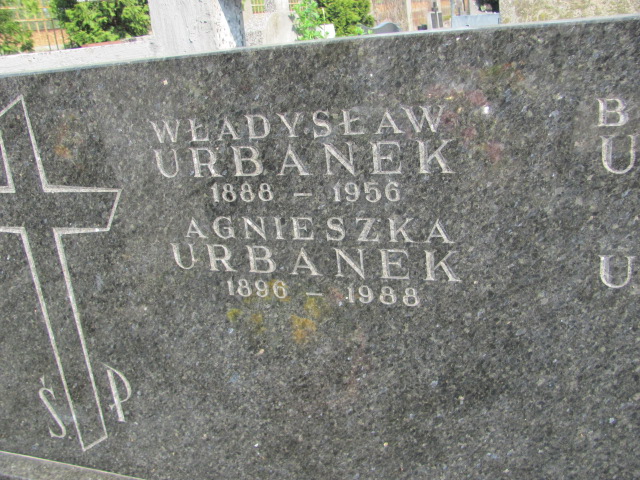 WŁADYSŁAW
URBANEK
1888 – 1956
AGNIESZKA
URBANEK
1896 – 1988
Ś P